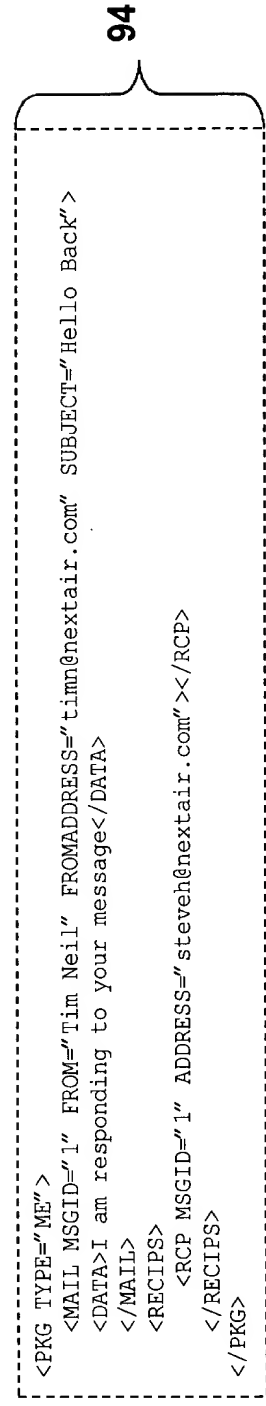 <PKG TYPE="ME">
<MAIL MSGID="1" FROM="Tim Neil" FROMADDRESS="timn@nextair.com" SUBJECT="Hello Back">
<DATA>I am responding to your message</DATA>
</MAIL>
<RECIPS>
<RCP MSGID="1" ADDRESS="steveh@nextair.com"></RCP>
</RECIPS>
</PKG>
94